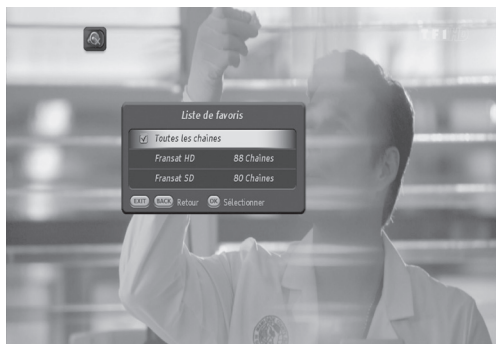 TF1
Liste de favoris
Toutes les chaînes
Fransat HD 88 Chaînes
Fransat SD 80 Chaînes
EXIT BACK Retour OK Sélectionner